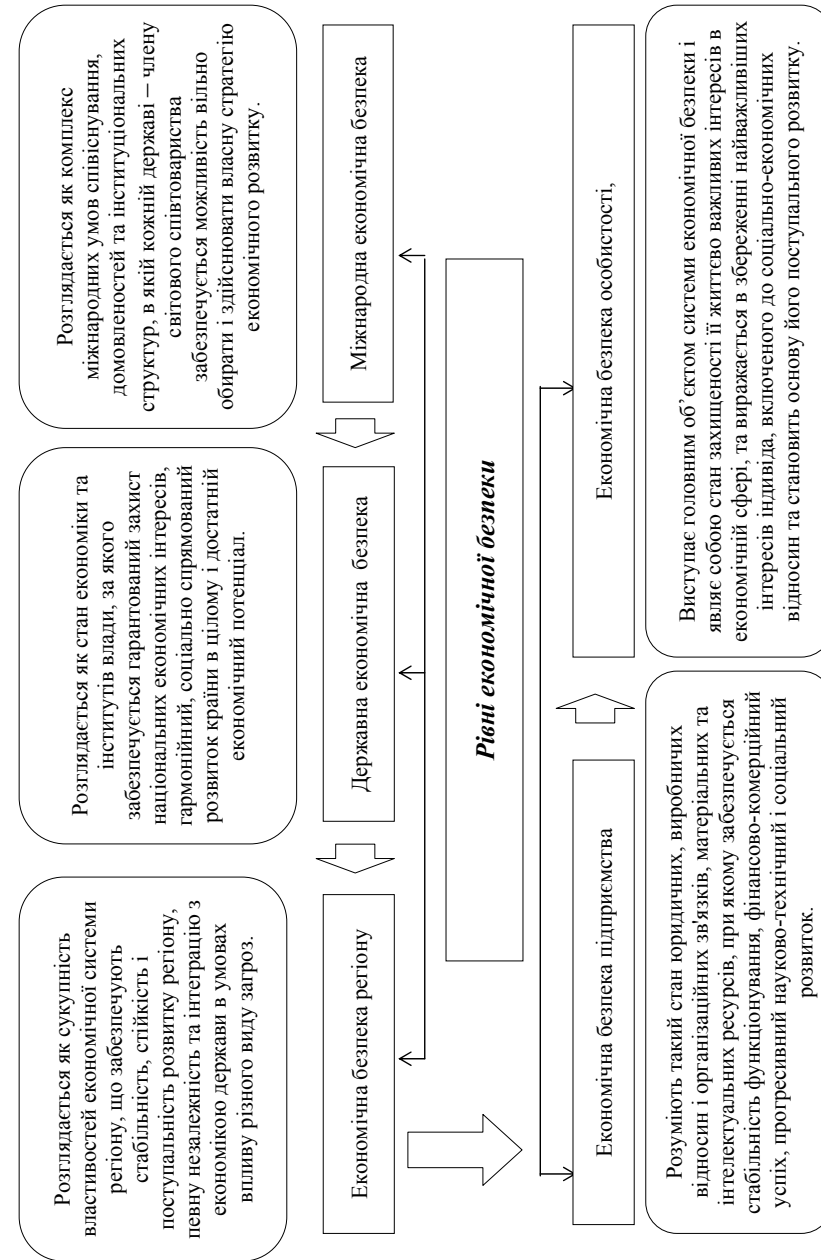 Розглядається як сукупність
властивостей економічної системи
регіону, що забезпечують
стабільність, стійкість і
поступальність розвитку регіону,
певну незалежність та інтеграцію з
економікою держави в умовах
впливу різного виду загроз.
Розглядається як стан економіки та
інститутів влади, за якого
забезпечується гарантований захист
національних економічних інтересів,
гармонійний, соціально спрямований
розвиток країни в цілому і достатній
економічний потенціал.
Розглядається як комплекс
міжнародних умов співіснування,
домовленостей та інституціональних
структур, в якій кожній державі – члену
світового співтовариства
забезпечується можливість вільно
обирати і здійснювати власну стратегію
економічного розвитку.
Економічна безпека регіону
Державна економічна безпека
Міжнародна економічна безпека
Рівні економічної безпеки
Економічна безпека підприємства
Економічна безпека особистості,
Розуміють такий стан юридичних, виробничих
відносин і організаційних зв'язків, матеріальних та
інтелектуальних ресурсів, при якому забезпечується
стабільність функціонування, фінансово-комерційний
успіх, прогресивний науково-технічний і соціальний
розвиток.
Виступає головним об’єктом системи економічної безпеки і
являє собою стан захищеності її життєво важливих інтересів в
економічній сфері, та виражається в збереженні найважливіших
інтересів індивіда, включеного до соціально-економічних
відносин та становить основу його поступального розвитку.